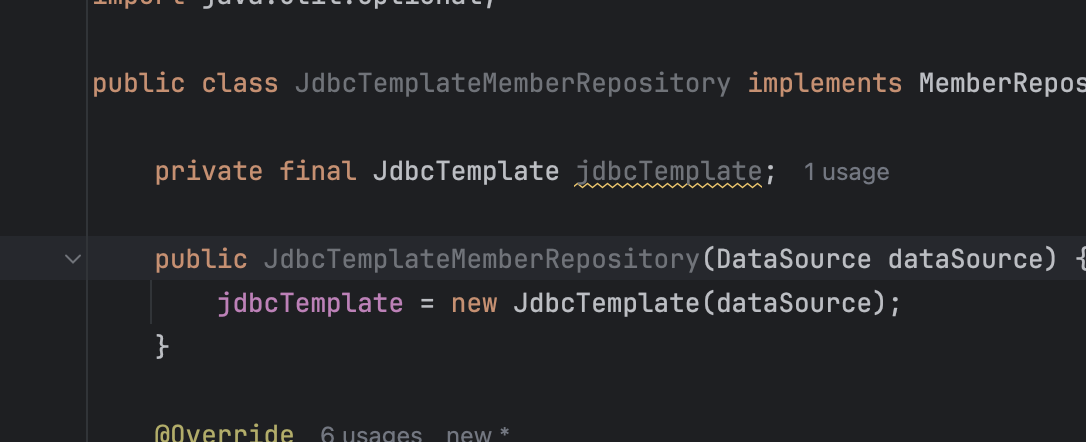 import java.util.Optional;
public class JdbcTemplateMemberRepository implements MemberRepos
private final JdbcTemplate jdbcTemplate; 1 usage
public JdbcTemplateMemberRepository(DataSource dataSource) {
jdbcTemplate = new JdbcTemplate(dataSource);
}
@Override 6 usages new *